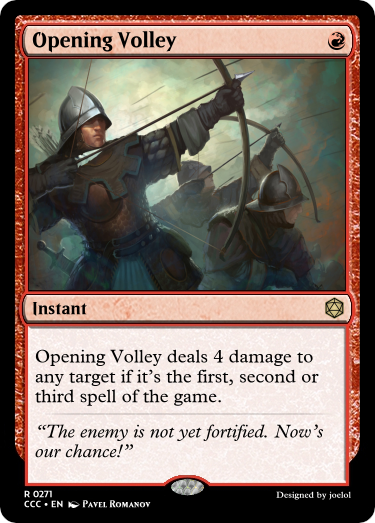 Opening Volley
Instant
Opening Volley deals 4 damage to
any target if it's the first, second or
third spell of the game.
“The enemy is not yet fortified. Now's
our chance!”
R 0271
CCC • EN Pavel Romanov
Designed by joelol